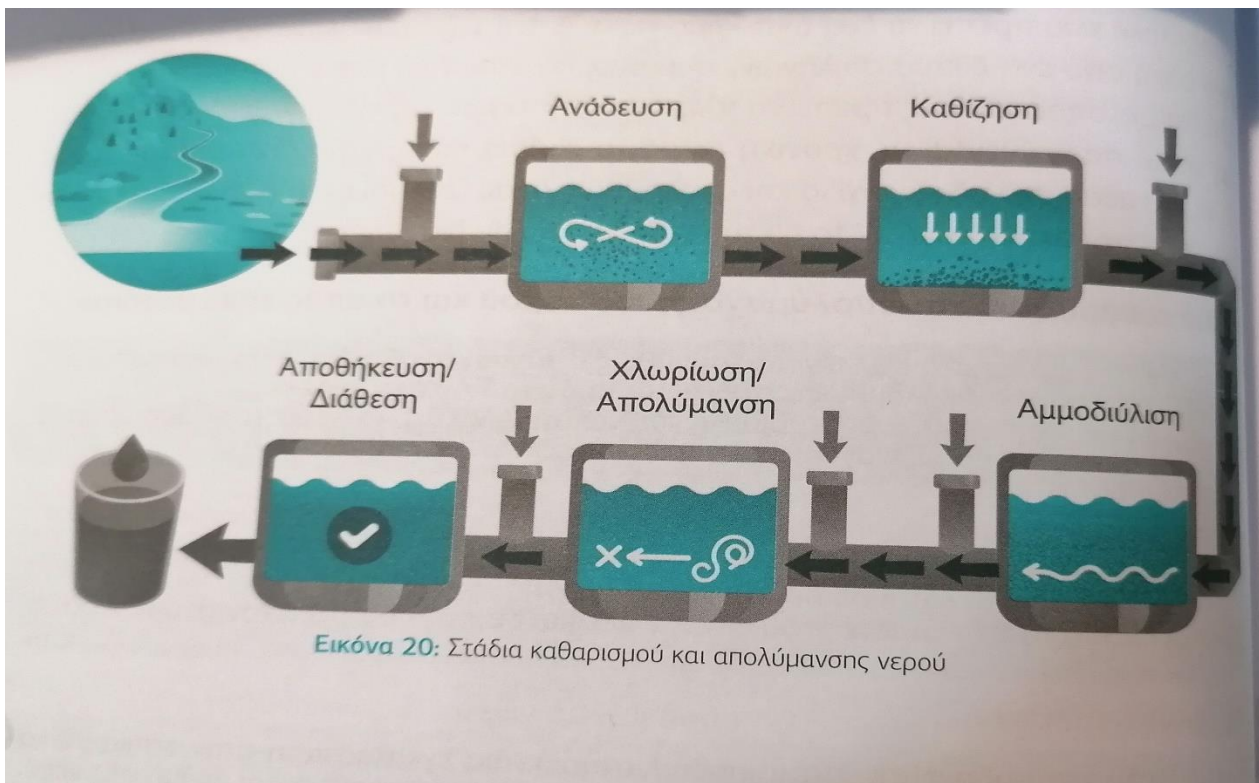 Ανάδευση
Καθίζηση
Αποθήκευση/
Διάθεση
Χλωρίωση/
Απολύμανση
Αμμοδιύλιση
Εικόνα 20: Στάδια καθαρισμού και απολύμανσης νερού